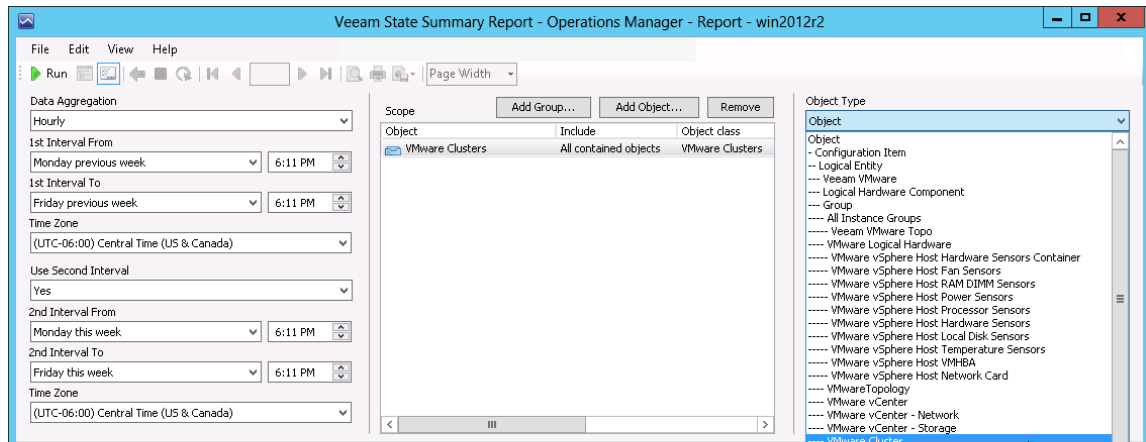 Veeam State Summary Report - Operations Manager - Report - win2012r2
File Edit View Help
Run Page Width
Data Aggregation
Hourly
1st Interval From
Monday previous week 6:11 PM
1st Interval To
Friday previous week 6:11 PM
Time Zone
(UTC-06:00) Central Time (US & Canada)
Use Second Interval
Yes
2nd Interval From
Monday this week 6:11 PM
2nd Interval To
Friday this week 6:11 PM
Time Zone
(UTC-06:00) Central Time (US & Canada)
Scope Add Group... Add Object... Remove
Object Include Object class
VMware Clusters All contained objects VMware Clusters
Object Type
Object
Object
- Configuration Item
-- Logical Entity
--- Veeam VMware
--- Logical Hardware Component
--- Group
---- All Instance Groups
----- Veeam VMware Topo
---- VMware Logical Hardware
----- VMware vSphere Host Hardware Sensors Container
----- VMware vSphere Host Fan Sensors
----- VMware vSphere Host RAM DIMM Sensors
----- VMware vSphere Host Power Sensors
----- VMware vSphere Host Processor Sensors
----- VMware vSphere Host Hardware Sensors
----- VMware vSphere Host Local Disk Sensors
----- VMware vSphere Host Temperature Sensors
----- VMware vSphere Host VMHBA
----- VMware vSphere Host Network Card
---- VMwareTopology
---- VMware vCenter
---- VMware vCenter - Network
---- VMware vCenter - Storage
---- VMware Cluster